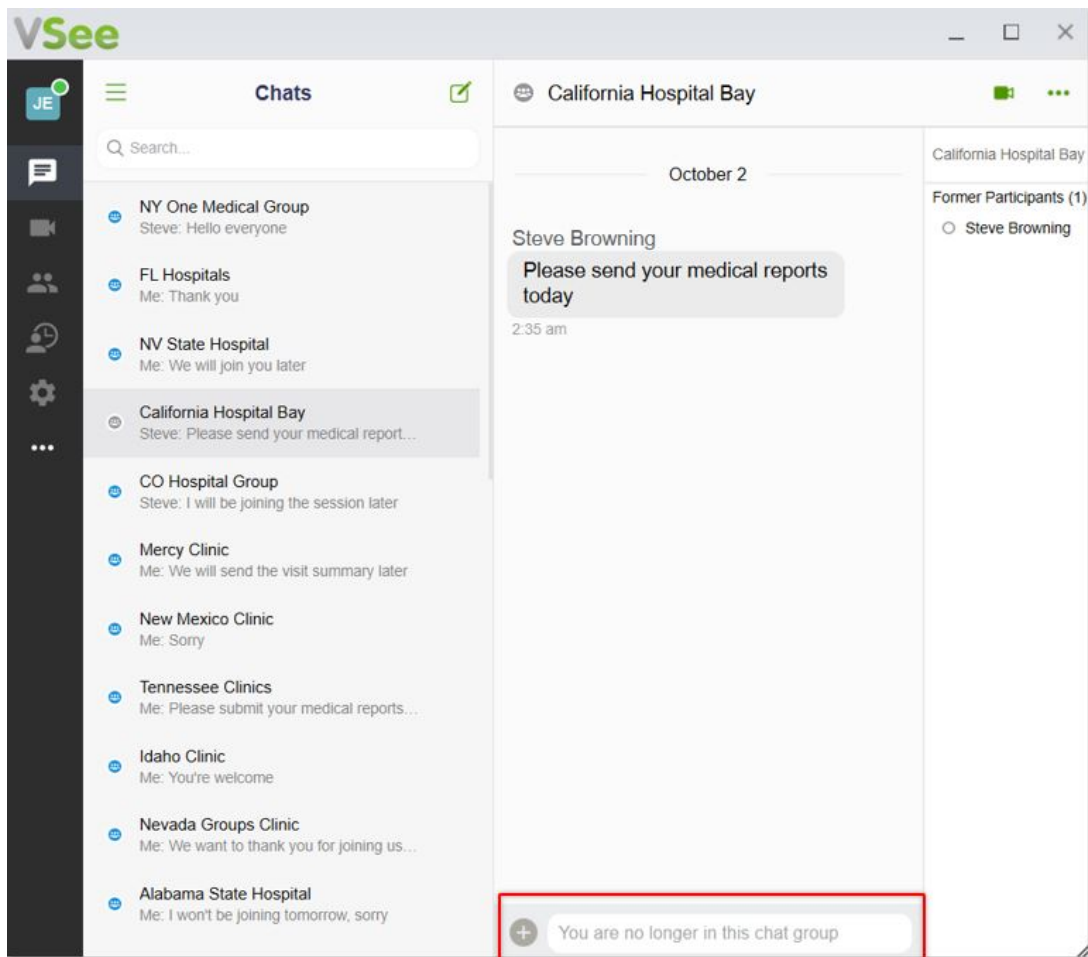 VSee
JE
Chats
Search...
NY One Medical Group
Steve: Hello everyone
FL Hospitals
Me: Thank you
NV State Hospital
Me: We will join you later
California Hospital Bay
Steve: Please send your medical report...
CO Hospital Group
Steve: I will be joining the session later
Mercy Clinic
Me: We will send the visit summary later
New Mexico Clinic
Me: Sorry
Tennessee Clinics
Me: Please submit your medical reports...
Idaho Clinic
Me: You're welcome
Nevada Groups Clinic
Me: We want to thank you for joining us...
Alabama State Hospital
Me: I won't be joining tomorrow, sorry
California Hospital Bay
October 2
Steve Browning
Please send your medical reports
today
2:35 am
You are no longer in this chat group
California Hospital Bay
Former Participants (1)
Steve Browning